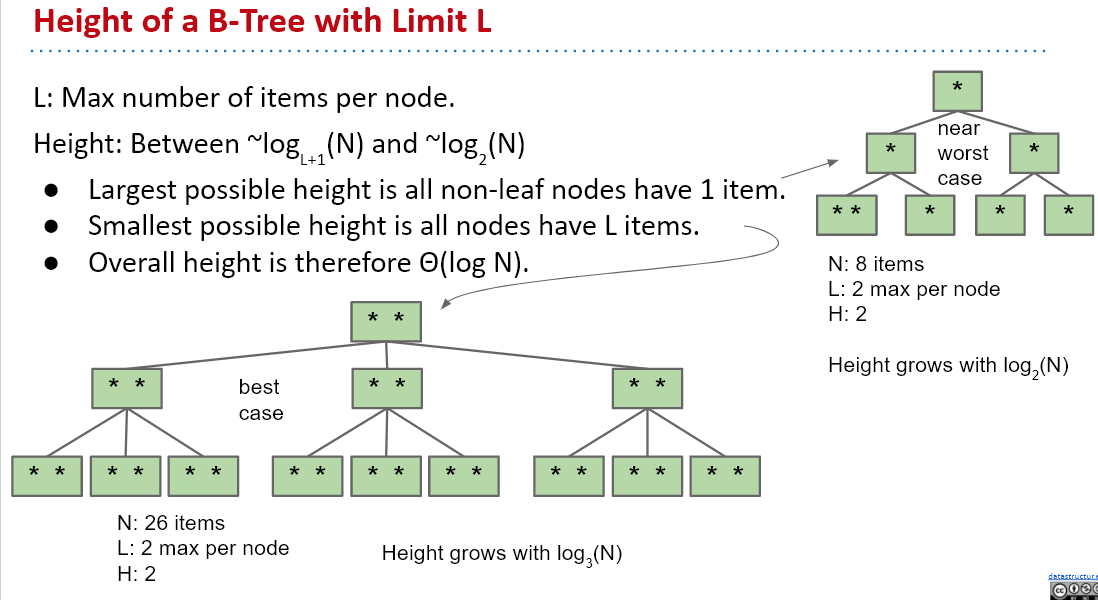 Height of a B-Tree with Limit L
L: Max number of items per node.
Height: Between ~log_{L+1}(N) and ~log_2(N)
● Largest possible height is all non-leaf nodes have 1 item.
● Smallest possible height is all nodes have L items.
● Overall height is therefore Θ(log N).
*
near
worst
case
* *
** * * *
N: 8 items
L: 2 max per node
H: 2
Height grows with log_2(N)
* *
best
case
* * * * * *
* * * * * * * * * * * * * * * * * *
N: 26 items
L: 2 max per node
H: 2
Height grows with log_3(N)